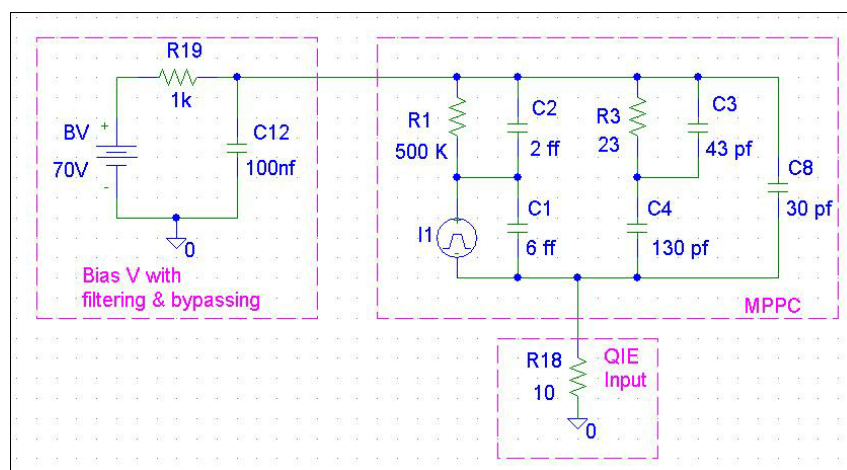 R19
1k
BV
+
70V
-
C12
100nf
0
Bias V with
filtering & bypassing
R1
500 K
C2
2 ff
I1
+
-
C1
6 ff
R3
23
C3
43 pf
C4
130 pf
C8
30 pf
MPPC
R18
10
QIE
Input
0